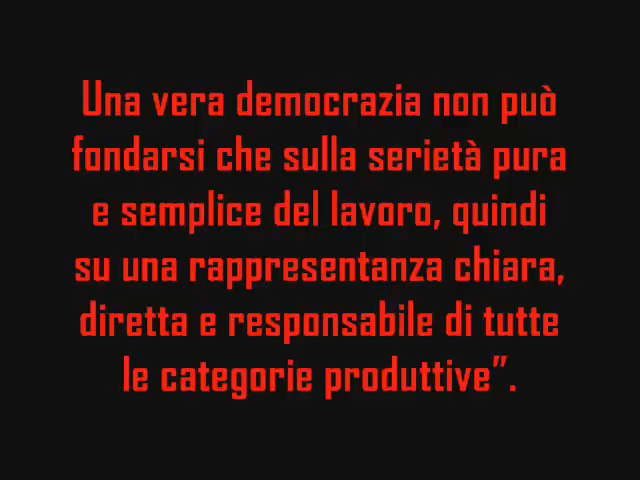 Una vera democrazia non può
fondarsi che sulla serietà pura
e semplice del lavoro, quindi
su una rappresentanza chiara,
diretta e responsabile di tutte
le categorie produttive”.